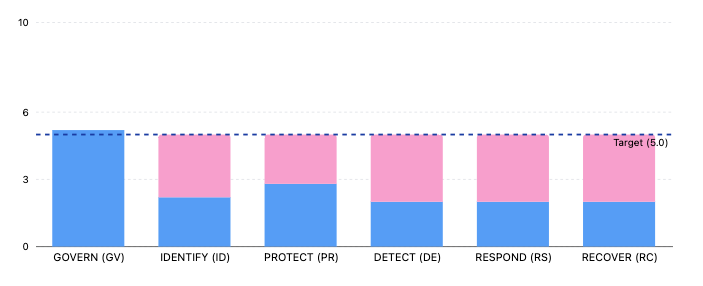 10
6
Target (5.0)
3
0
GOVERN (GV)
IDENTIFY (ID)
PROTECT (PR)
DETECT (DE)
RESPOND (RS)
RECOVER (RC)